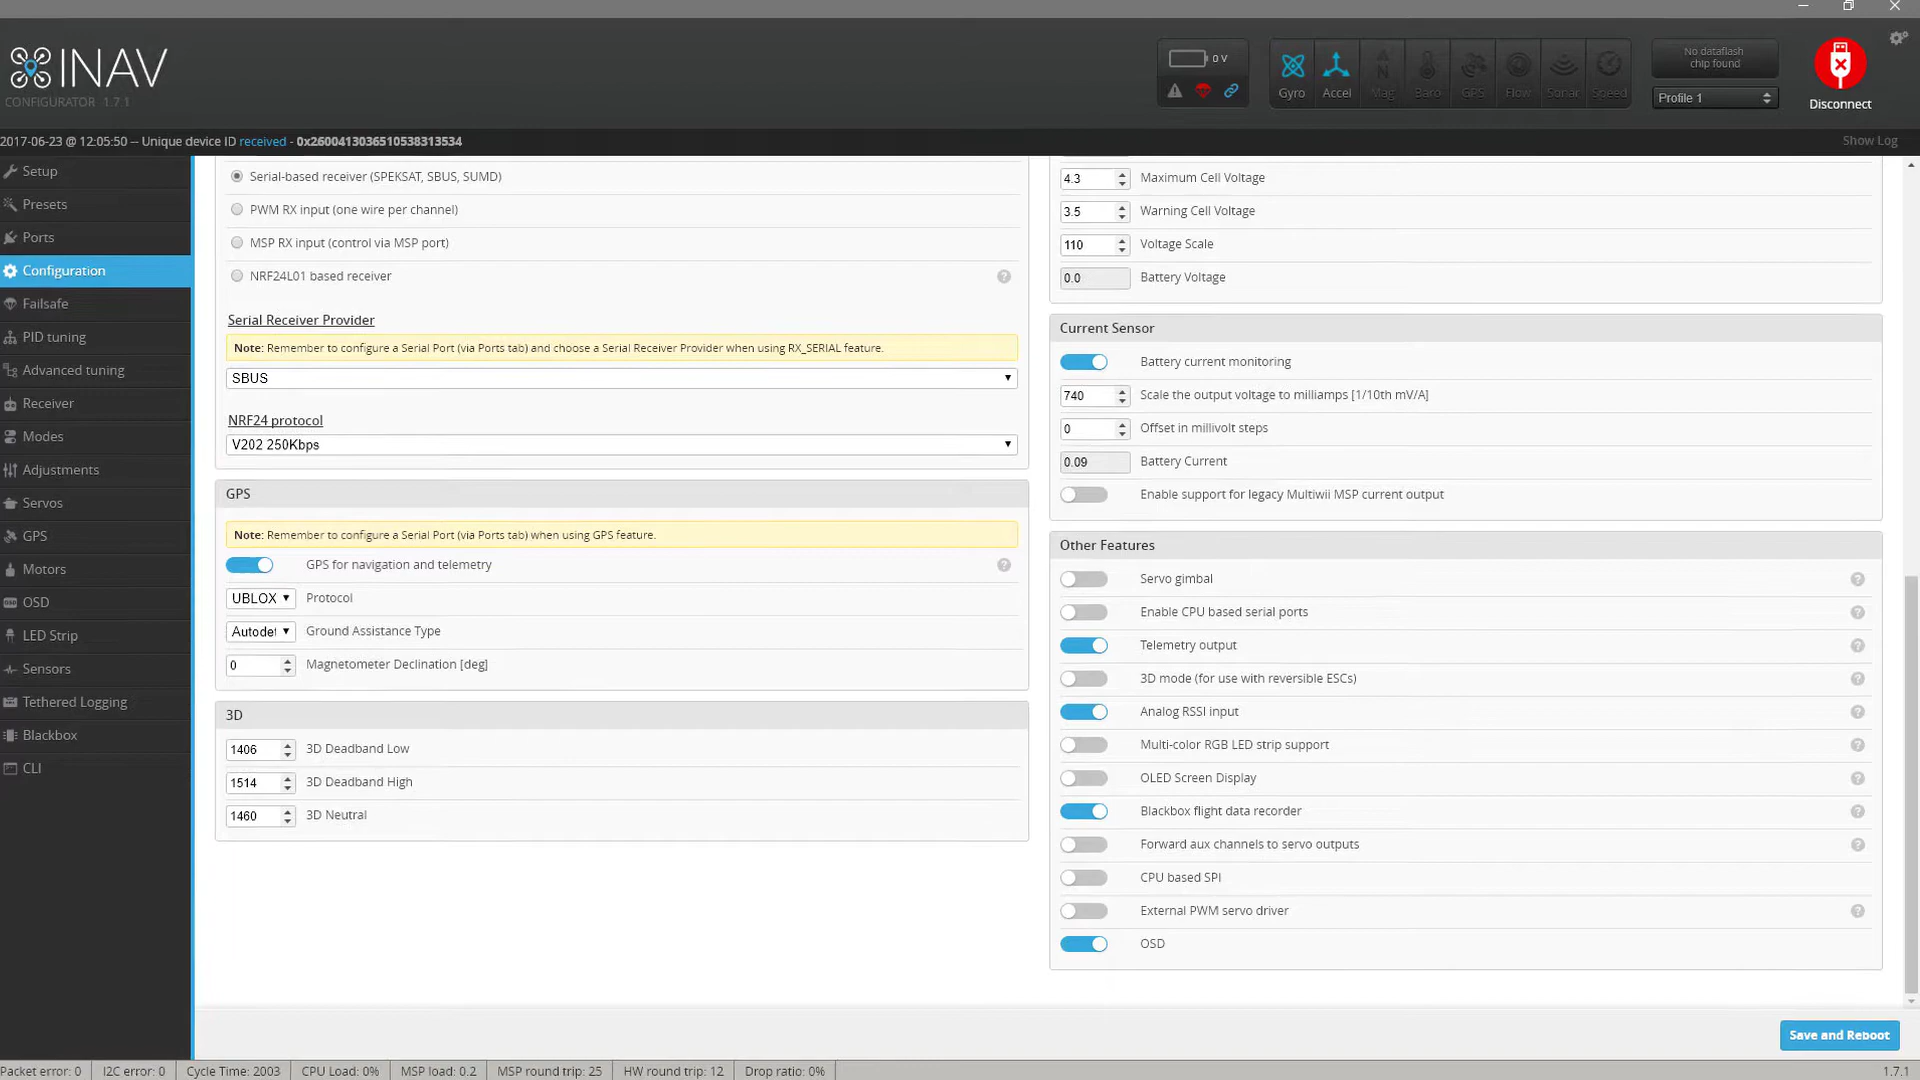 INAV
CONFIGURATOR 1.7.1
0 V
Gyro
Accel
Mag
Baro
GPS
Flow
Sonar
Speed
No dataflash
chip found
Profile 1
Disconnect
2017-06-23 @ 12:05:50 -- Unique device ID received - 0x2600413036510538313534
Show Log
Setup
Presets
Ports
Configuration
Failsafe
PID tuning
Advanced tuning
Receiver
Modes
Adjustments
Servos
GPS
Motors
OSD
LED Strip
Sensors
Tethered Logging
Blackbox
CLI
Serial-based receiver (SPEKSAT, SBUS, SUMD)
PWM RX input (one wire per channel)
MSP RX input (control via MSP port)
NRF24L01 based receiver
Serial Receiver Provider
Note: Remember to configure a Serial Port (via Ports tab) and choose a Serial Receiver Provider when using RX_SERIAL feature.
SBUS
NRF24 protocol
V202 250Kbps
GPS
Note: Remember to configure a Serial Port (via Ports tab) when using GPS feature.
GPS for navigation and telemetry
UBLOX Protocol
Autodet Ground Assistance Type
0 Magnetometer Declination [deg]
3D
1406 3D Deadband Low
1514 3D Deadband High
1460 3D Neutral
4.3 Maximum Cell Voltage
3.5 Warning Cell Voltage
110 Voltage Scale
0.0 Battery Voltage
Current Sensor
Battery current monitoring
740 Scale the output voltage to milliamps [1/10th mV/A]
0 Offset in millivolt steps
0.09 Battery Current
Enable support for legacy Multiwii MSP current output
Other Features
Servo gimbal
Enable CPU based serial ports
Telemetry output
3D mode (for use with reversible ESCs)
Analog RSSI input
Multi-color RGB LED strip support
OLED Screen Display
Blackbox flight data recorder
Forward aux channels to servo outputs
CPU based SPI
External PWM servo driver
OSD
Save and Reboot
Packet error: 0
I2C error: 0
Cycle Time: 2003
CPU Load: 0%
MSP load: 0.2
MSP round trip: 25
HW round trip: 12
Drop ratio: 0%
1.7.1